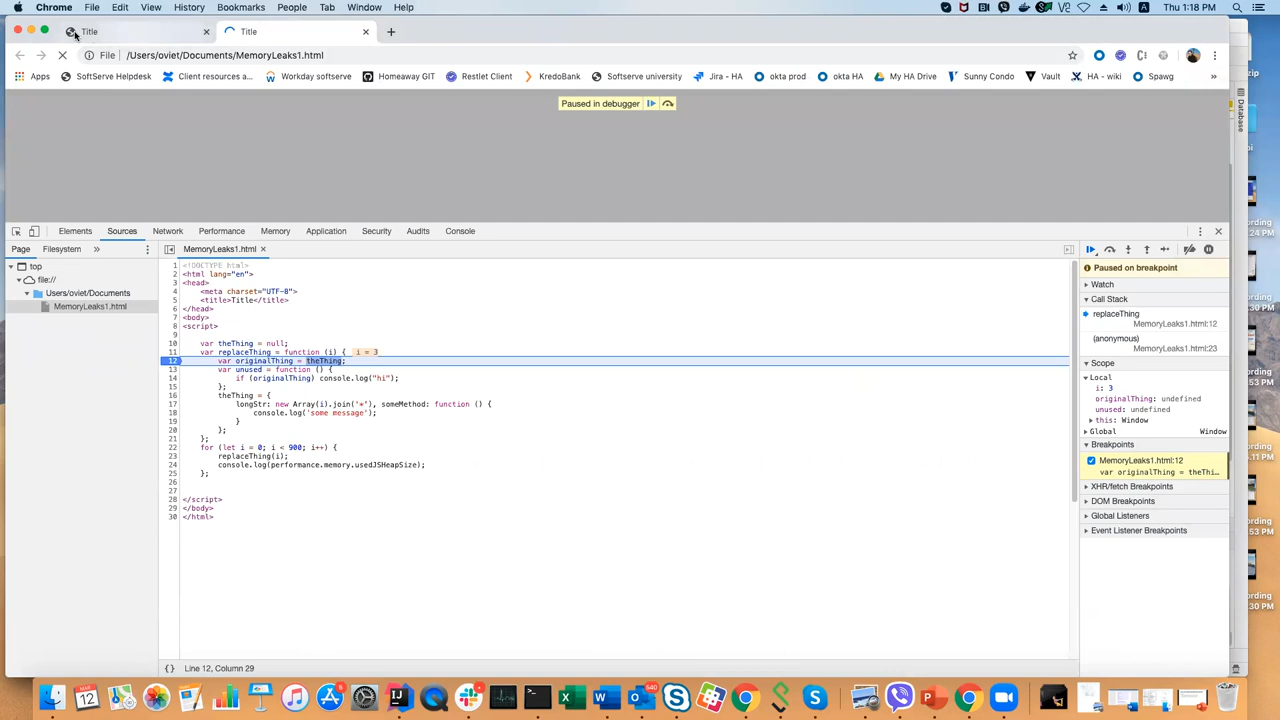 Chrome File Edit View History Bookmarks People Tab Window Help Thu 1:18 PM
Title Title
File /Users/oviet/Documents/MemoryLeaks1.html
Apps SoftServe Helpdesk Client resources a... Workday softserve Homeaway GIT Restlet Client KredoBank Softserve university Jira - HA okta prod okta HA My HA Drive Sunny Condo Vault HA - wiki Spawg »
zip
Database
Paused in debugger
Elements Sources Network Performance Memory Application Security Audits Console
Page Filesystem » MemoryLeaks1.html
top
file://
Users/oviet/Documents
MemoryLeaks1.html
1 <!DOCTYPE html>
2 <html lang="en">
3 <head>
4 <meta charset="UTF-8">
5 <title>Title</title>
6 </head>
7 <body>
8 <script>
9
10 var theThing = null;
11 var replaceThing = function (i) { i = 3
12 var originalThing = theThing;
13 var unused = function () {
14 if (originalThing) console.log("hi");
15 };
16 theThing = {
17 longStr: new Array(i).join('*'), someMethod: function () {
18 console.log('some message');
19 }
20 };
21 };
22 for (let i = 0; i < 900; i++) {
23 replaceThing(i);
24 console.log(performance.memory.usedJSHeapSize);
25 };
26
27
28 </script>
29 </body>
30 </html>
Paused on breakpoint
Watch
Call Stack
replaceThing
MemoryLeaks1.html:12
(anonymous)
MemoryLeaks1.html:23
Scope
Local
i: 3
originalThing: undefined
unused: undefined
this: Window
Global Window
Breakpoints
MemoryLeaks1.html:12
var originalThing = theThi...
XHR/fetch Breakpoints
DOM Breakpoints
Global Listeners
Event Listener Breakpoints
{} Line 12, Column 29